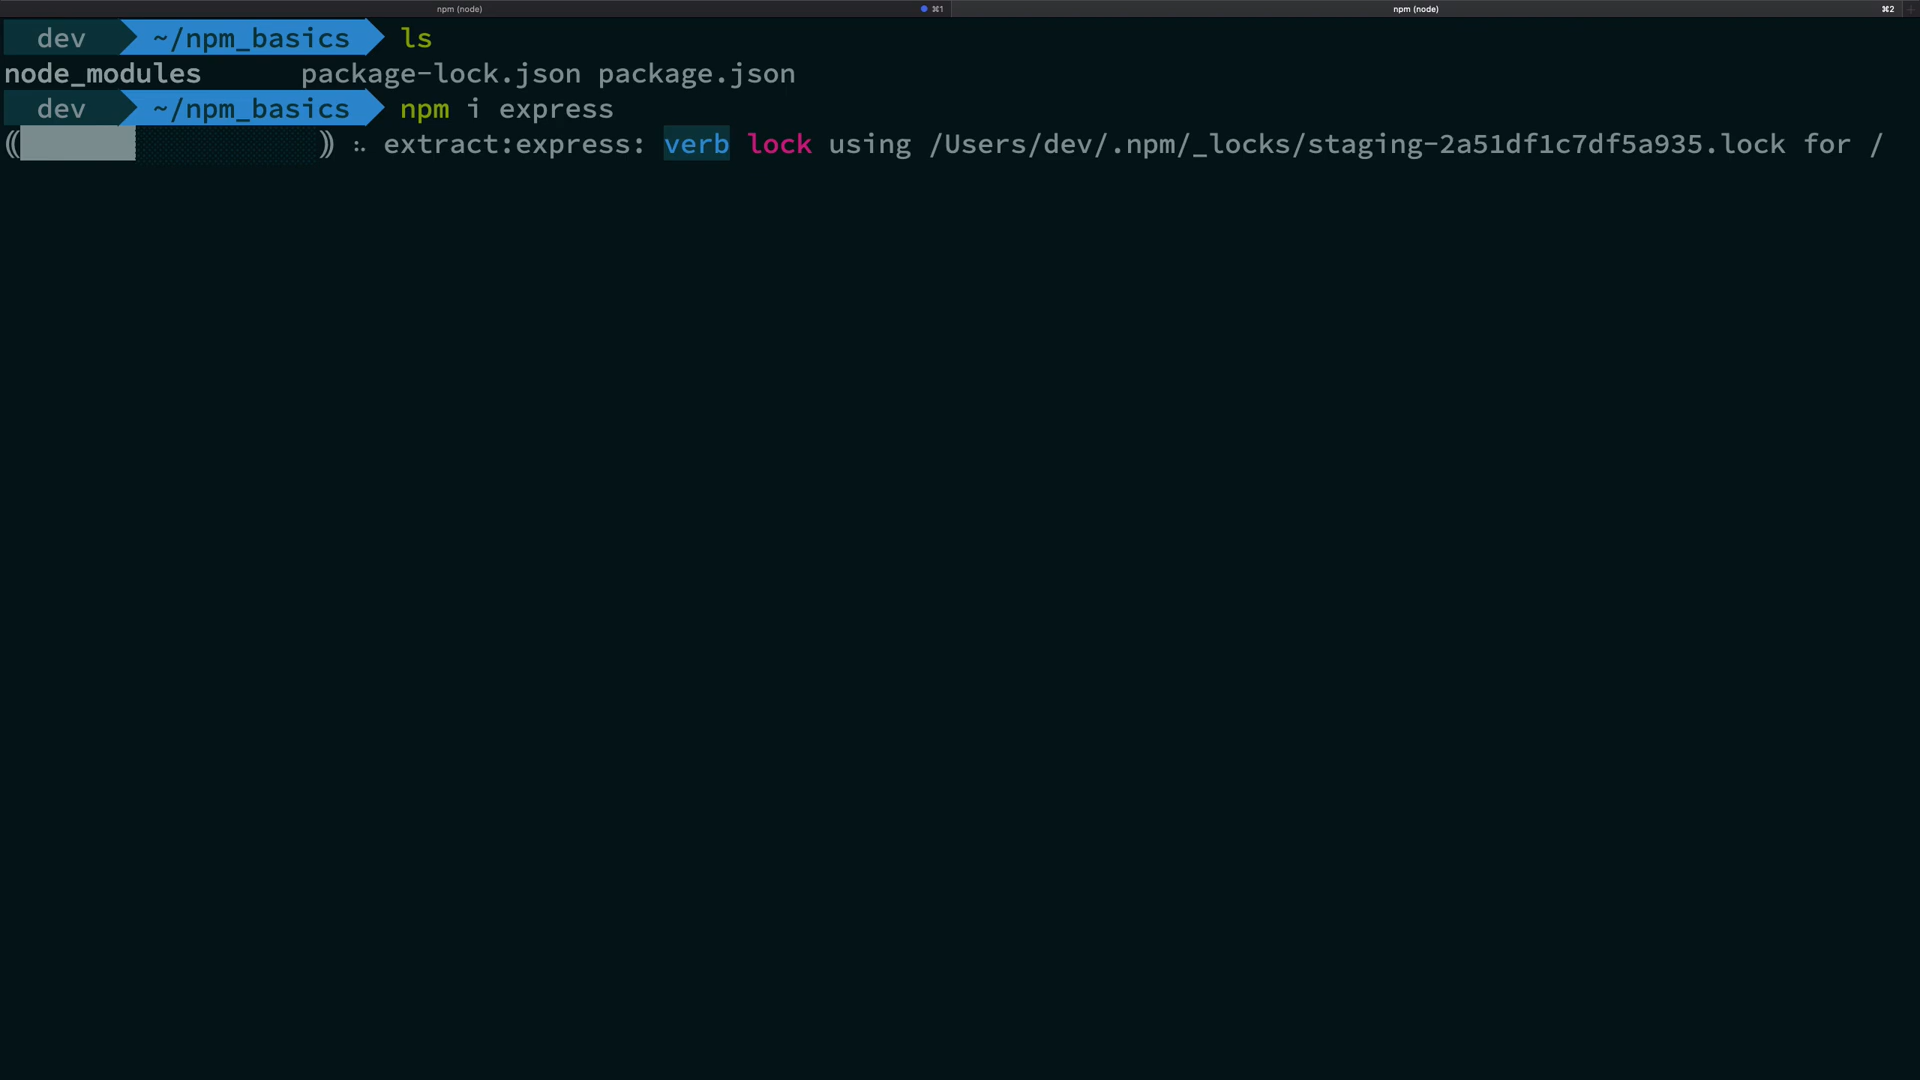 npm (node) ⌘1 npm (node) ⌘2
dev ~/npm_basics ls
node_modules package-lock.json package.json
dev ~/npm_basics npm i express
⸨ ⸩ ⠦ extract:express: verb lock using /Users/dev/.npm/_locks/staging-2a51df1c7df5a935.lock for /